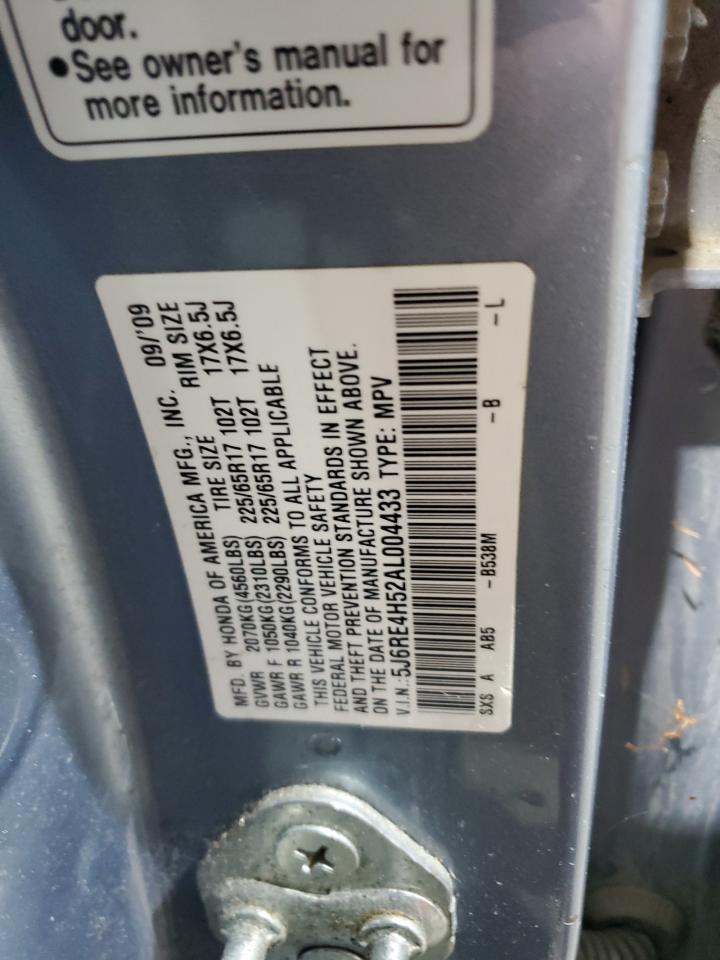 door.
●See owner's manual for
more information.
MFD. BY HONDA OF AMERICA MFG., INC. 09/'09
GVWR 2070KG(4560LBS) TIRE SIZE RIM SIZE
GAWR F 1050KG(2310LBS) 225/65R17 102T 17X6.5J
GAWR R 1040KG(2290LBS) 225/65R17 102T 17X6.5J
THIS VEHICLE CONFORMS TO ALL APPLICABLE
FEDERAL MOTOR VEHICLE SAFETY
AND THEFT PREVENTION STANDARDS IN EFFECT
ON THE DATE OF MANUFACTURE SHOWN ABOVE.
V.I.N.:5J6RE4H52AL004433 TYPE: MPV
SXS A AB5 -B538M -B -L